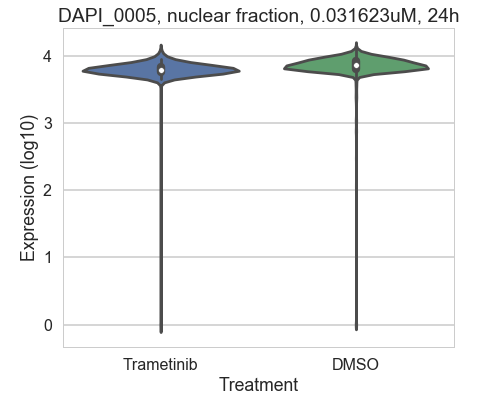 DAPI_0005, nuclear fraction, 0.031623uM, 24h
Expression (log10)
4
3
2
1
0
Trametinib
DMSO
Treatment